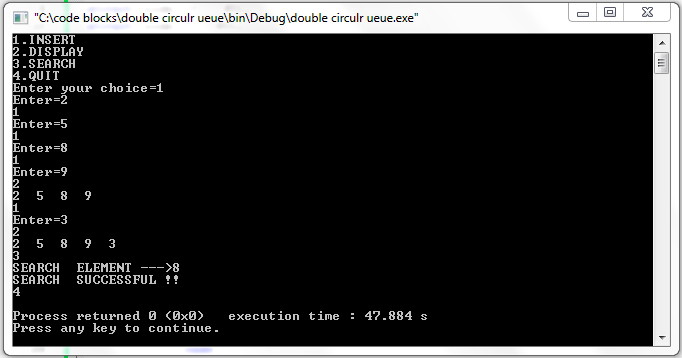 "C:\code blocks\double circulr ueue\bin\Debug\double circulr ueue.exe"
1.INSERT
2.DISPLAY
3.SEARCH
4.QUIT
Enter your choice=1
Enter=2
1
Enter=5
1
Enter=8
1
Enter=9
2
2  5  8  9
1
Enter=3
2
2  5  8  9  3
3
SEARCH  ELEMENT --->8
SEARCH  SUCCESSFUL !!
4
Process returned 0 (0x0)   execution time : 47.884 s
Press any key to continue.